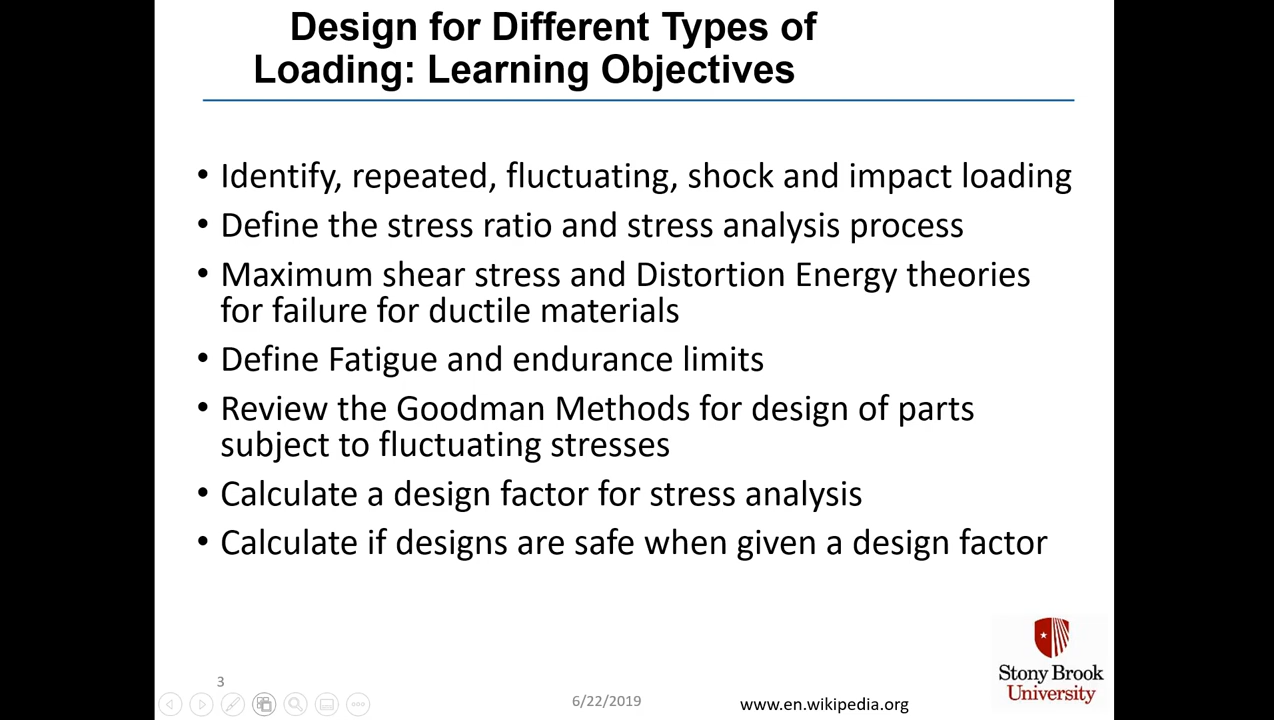 Design for Different Types of
Loading: Learning Objectives
• Identify, repeated, fluctuating, shock and impact loading
• Define the stress ratio and stress analysis process
• Maximum shear stress and Distortion Energy theories
for failure for ductile materials
• Define Fatigue and endurance limits
• Review the Goodman Methods for design of parts
subject to fluctuating stresses
• Calculate a design factor for stress analysis
• Calculate if designs are safe when given a design factor
Stony Brook
University
3
6/22/2019
www.en.wikipedia.org